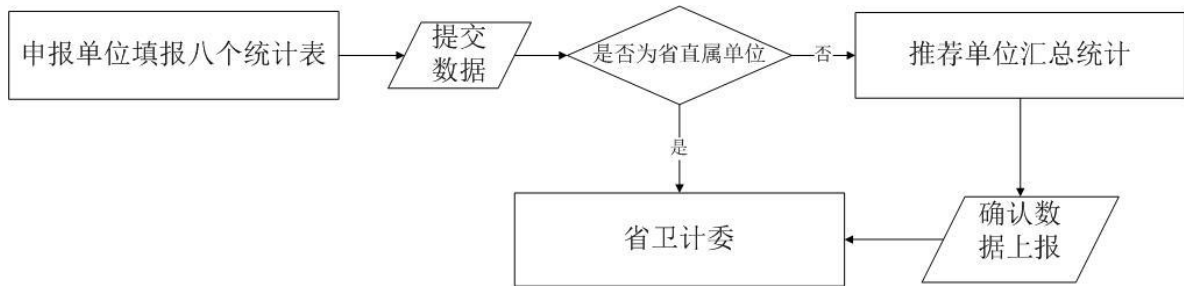 申报单位填报八个统计表
提交
数据
是否为省直属单位
否
推荐单位汇总统计
是
省卫计委
确认数
据上报